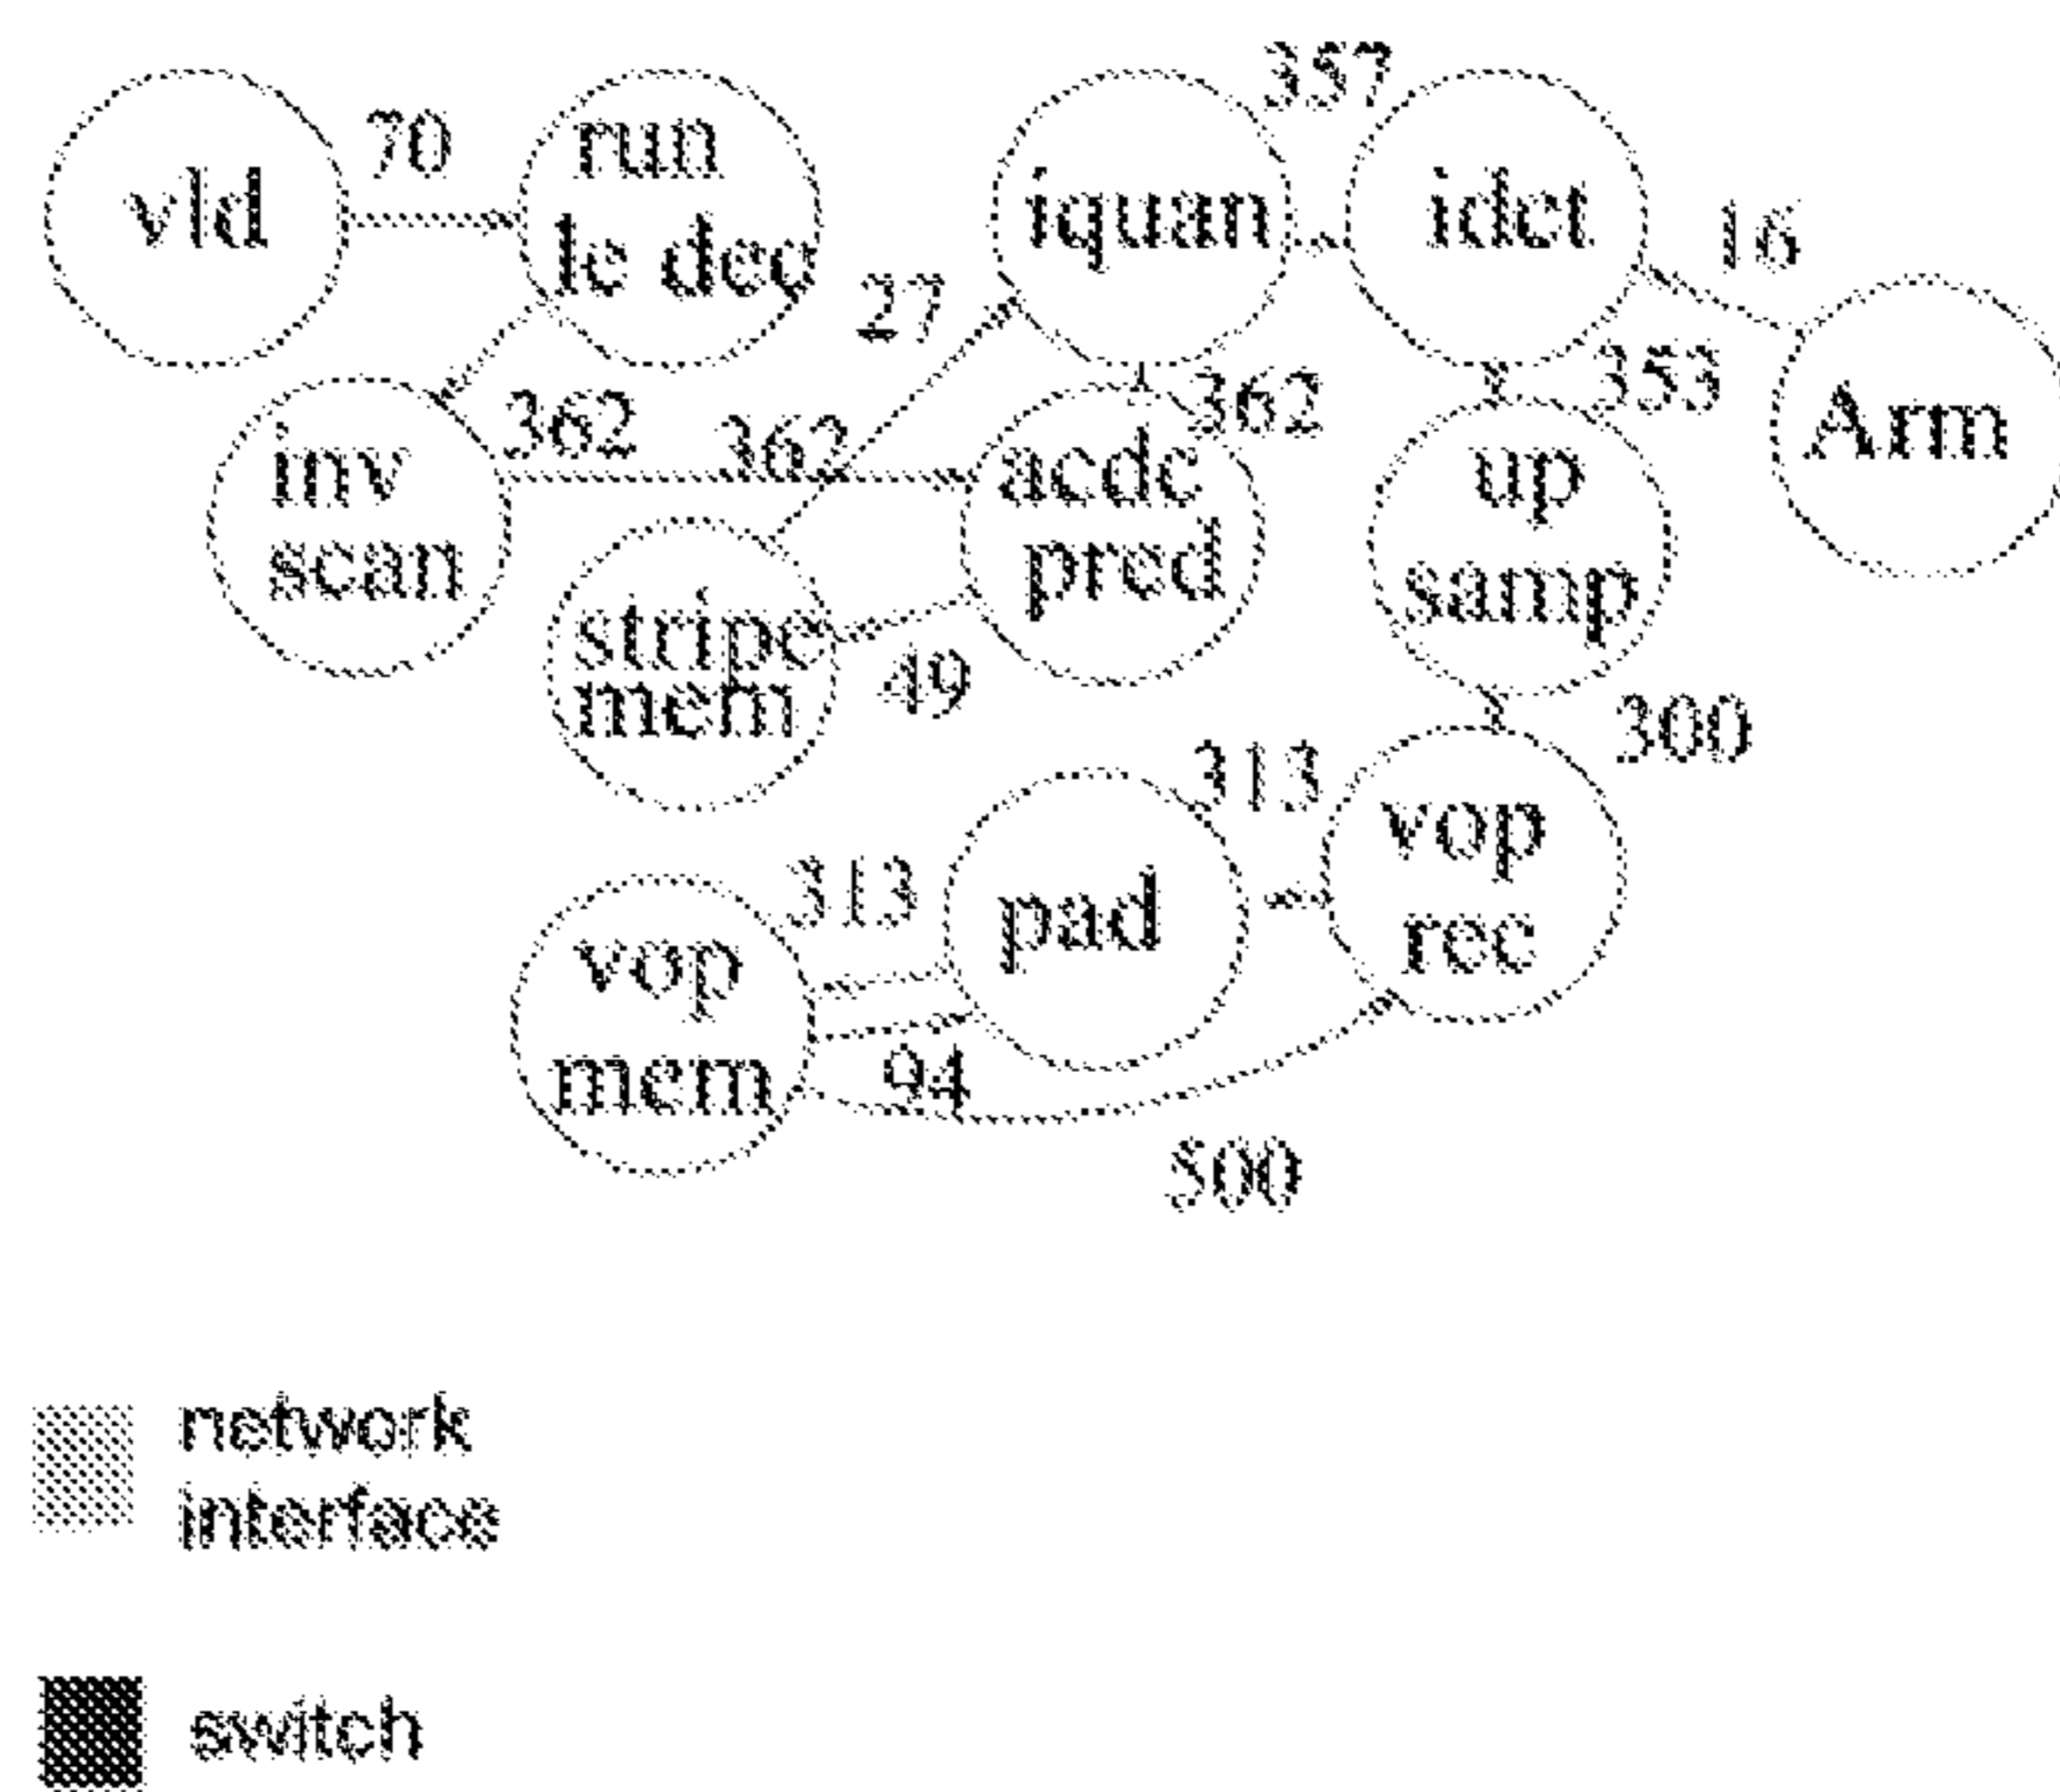 357
70
run
vld
iquan
idct
16
le dec
27
362
353
362
362
Arm
inv
acdc
up
scan
pred
samp
stripe
mem
49
300
313
vop
313
pad
vop
rec
mem
94
500
network
interface
switch